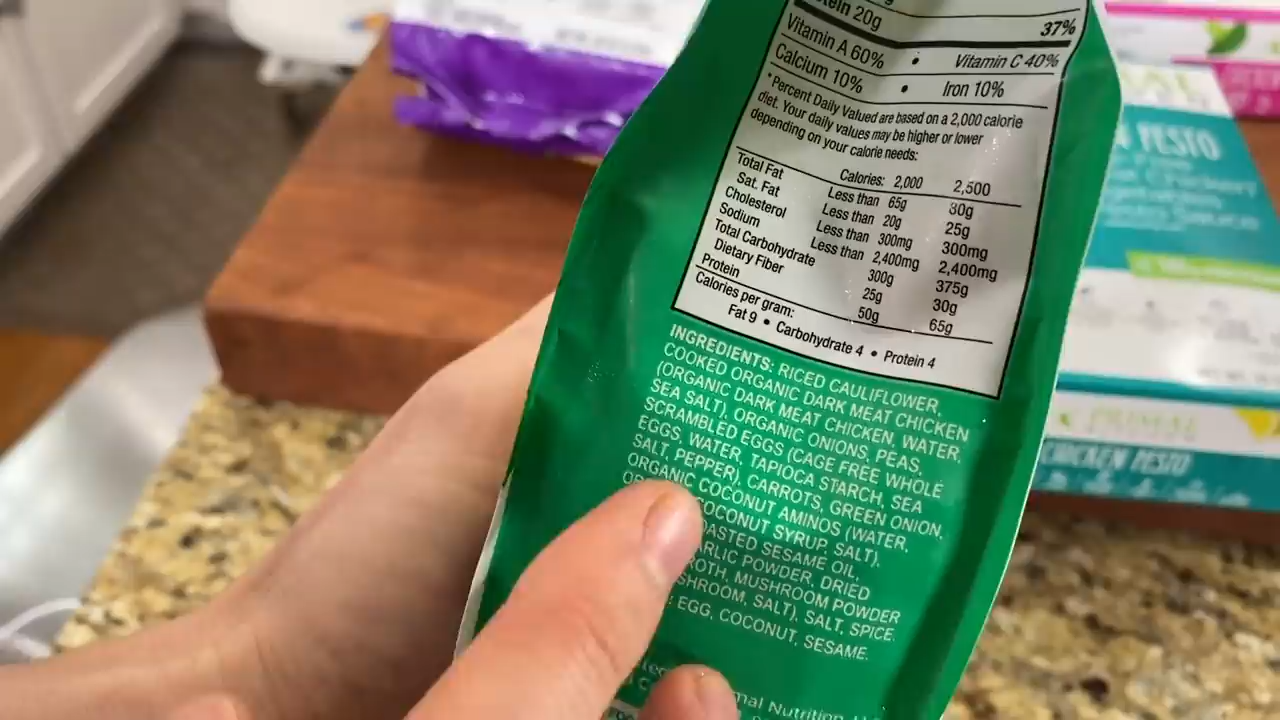 20g 37%
Vitamin A 60% • Vitamin C 40%
Calcium 10% • Iron 10%
*Percent Daily Valued are based on a 2,000 calorie
diet. Your daily values may be higher or lower
depending on your calorie needs:
Calories: 2,000 2,500
Total Fat Less than 65g 80g
Sat. Fat Less than 20g 25g
Cholesterol Less than 300mg 300mg
Sodium Less than 2,400mg 2,400mg
Total Carbohydrate 300g 375g
Dietary Fiber 25g 30g
Protein 50g 65g
Calories per gram:
Fat 9 • Carbohydrate 4 • Protein 4
INGREDIENTS: RICED CAULIFLOWER,
COOKED ORGANIC DARK MEAT CHICKEN
(ORGANIC DARK MEAT CHICKEN, WATER,
SEA SALT), ORGANIC ONIONS, PEAS,
SCRAMBLED EGGS (CAGE FREE WHOLE
EGGS, WATER, TAPIOCA STARCH, SEA
SALT, PEPPER), CARROTS, GREEN ONION,
ORGANIC COCONUT AMINOS (WATER,
COCONUT SYRUP, SALT),
SESAME OIL,
POWDER, DRIED
MUSHROOM POWDER
SALT), SALT, SPICE.
EGG, COCONUT, SESAME.
Nutrition
PESTO
CHICKEN PESTO